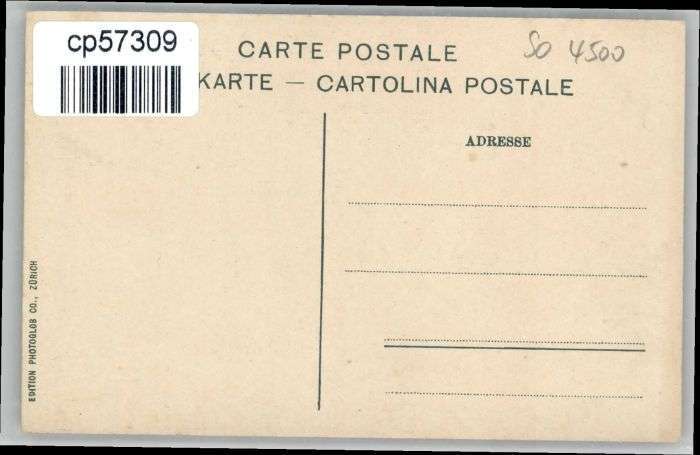 cp57309
CARTE POSTALE
SO 4500
KARTE — CARTOLINA POSTALE
ADRESSE
EDITION PHOTOGLOB CO., ZÜRICH